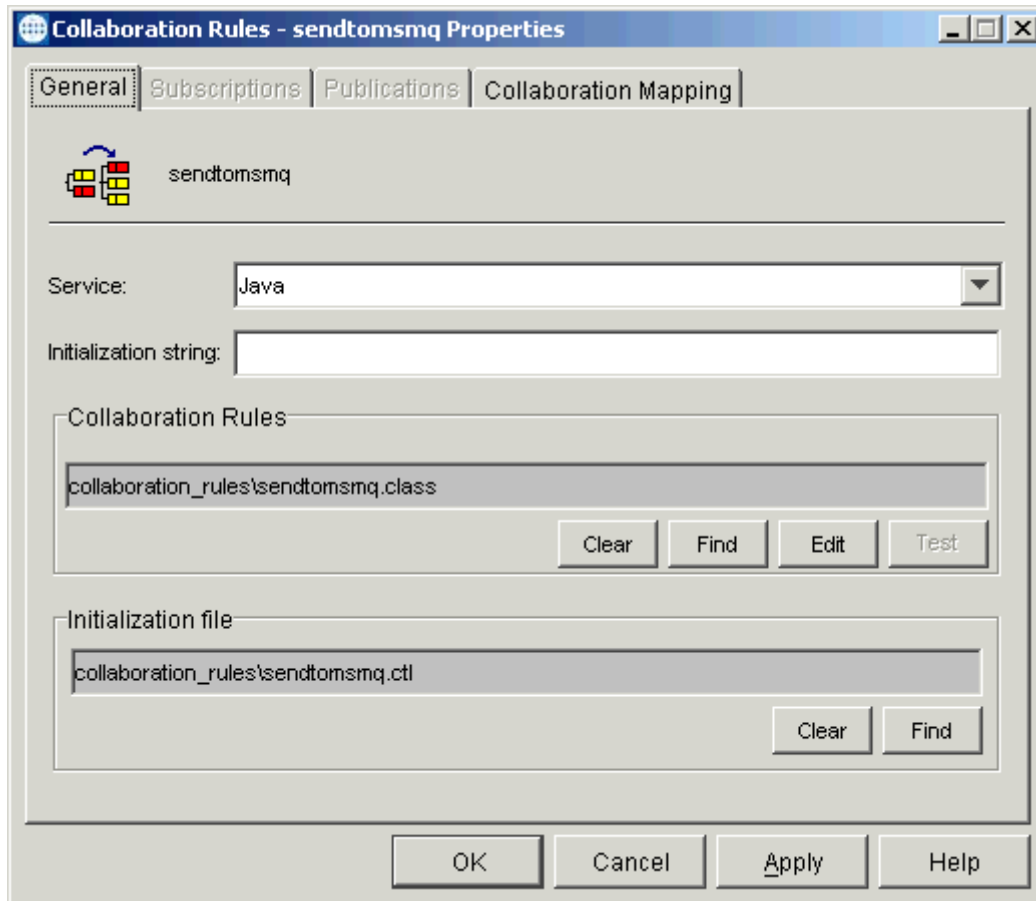 Collaboration Rules - sendtomsmq Properties
General Subscriptions Publications Collaboration Mapping
sendtomsmq
Service: Java
Initialization string:
Collaboration Rules
collaboration_rules\sendtomsmq.class
Clear Find Edit Test
Initialization file
collaboration_rules\sendtomsmq.ctl
Clear Find
OK Cancel Apply Help